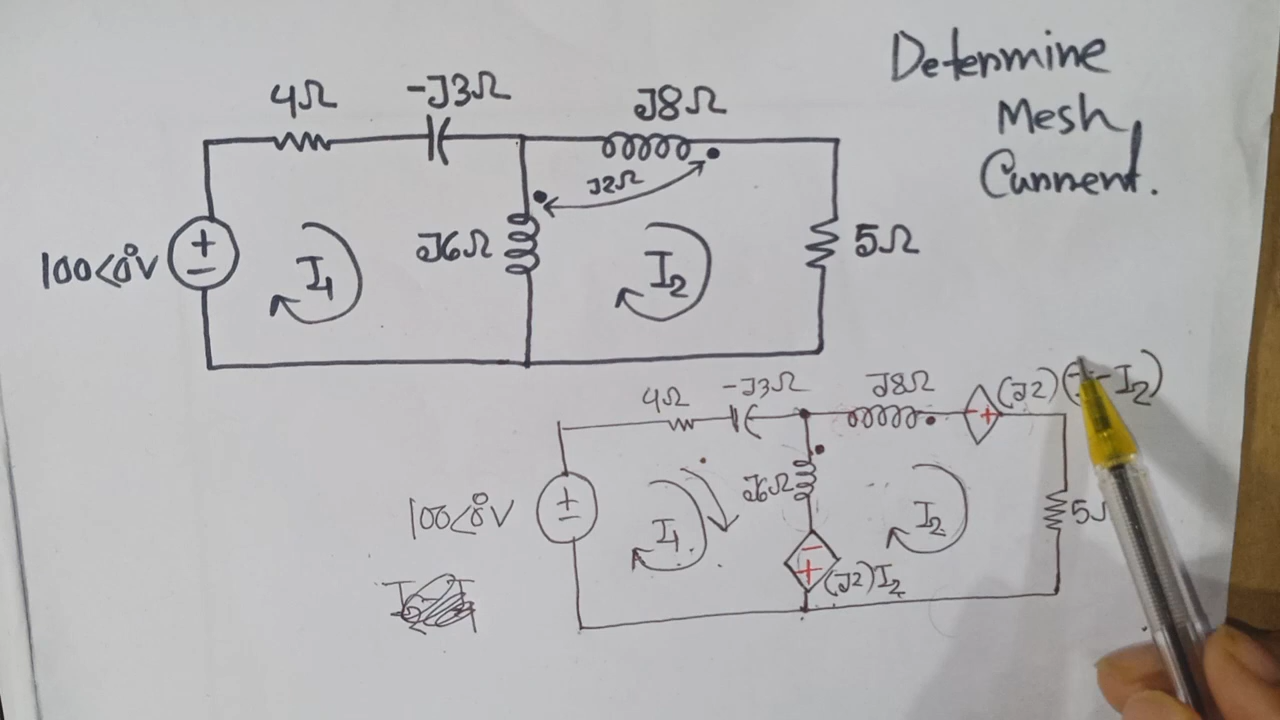 Determine
Mesh
Current.
4Ω -J3Ω J8Ω
J2Ω
100<0°V + - I1 J6Ω I2 5Ω
4Ω -J3Ω J8Ω - + (J2)( - I2)
100<0°V + - I1 J6Ω I2 5
- + (J2)I2